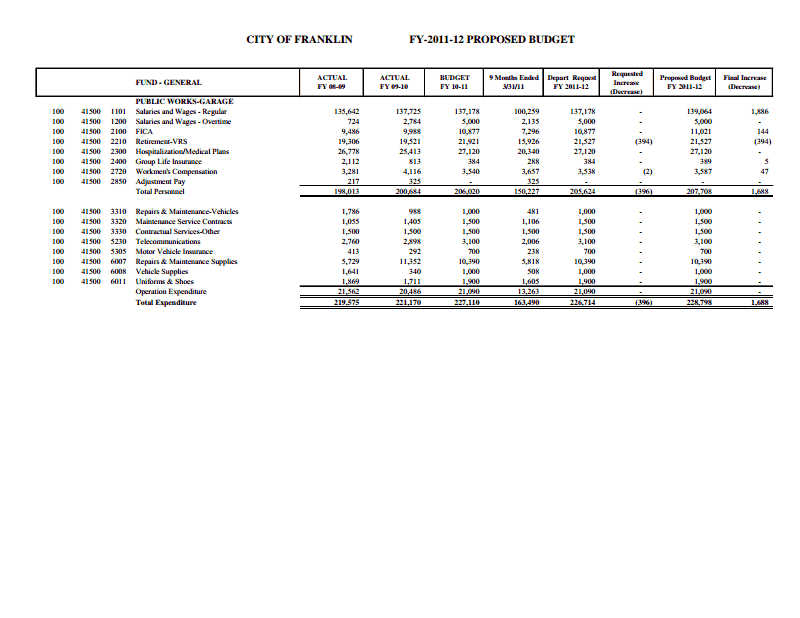 CITY OF FRANKLIN FY-2011-12 PROPOSED BUDGET
FUND - GENERAL ACTUAL FY 08-09 ACTUAL FY 09-10 BUDGET FY 10-11 9 Months Ended 3/31/11 Depart Request FY 2011-12 Requested Increase (Decrease) Proposed Budget FY 2011-12 Final Increase (Decrease)
PUBLIC WORKS-GARAGE
100 41500 1101 Salaries and Wages - Regular 135,642 137,725 137,178 100,259 137,178 - 139,064 1,886
100 41500 1200 Salaries and Wages - Overtime 724 2,784 5,000 2,135 5,000 - 5,000 -
100 41500 2100 FICA 9,486 9,988 10,877 7,296 10,877 - 11,021 144
100 41500 2210 Retirement-VRS 19,306 19,521 21,921 15,926 21,527 (394) 21,527 (394)
100 41500 2300 Hospitalization/Medical Plans 26,778 25,413 27,120 20,340 27,120 - 27,120 -
100 41500 2400 Group Life Insurance 2,112 813 384 288 384 - 389 5
100 41500 2720 Workmen's Compensation 3,281 4,116 3,540 3,657 3,538 (2) 3,587 47
100 41500 2850 Adjustment Pay 217 325 - 325 - - - -
Total Personnel 198,013 200,684 206,020 150,227 205,624 (396) 207,708 1,688
100 41500 3310 Repairs & Maintenance-Vehicles 1,786 988 1,000 481 1,000 - 1,000 -
100 41500 3320 Maintenance Service Contracts 1,055 1,405 1,500 1,106 1,500 - 1,500 -
100 41500 3330 Contractual Services-Other 1,500 1,500 1,500 1,500 1,500 - 1,500 -
100 41500 5230 Telecommunications 2,760 2,898 3,100 2,006 3,100 - 3,100 -
100 41500 5305 Motor Vehicle Insurance 413 292 700 238 700 - 700 -
100 41500 6007 Repairs & Maintenance Supplies 5,729 11,352 10,390 5,818 10,390 - 10,390 -
100 41500 6008 Vehicle Supplies 1,641 340 1,000 508 1,000 - 1,000 -
100 41500 6011 Uniforms & Shoes 1,869 1,711 1,900 1,605 1,900 - 1,900 -
Operation Expenditure 21,562 20,486 21,090 13,263 21,090 - 21,090 -
Total Expenditure 219,575 221,170 227,110 163,490 226,714 (396) 228,798 1,688